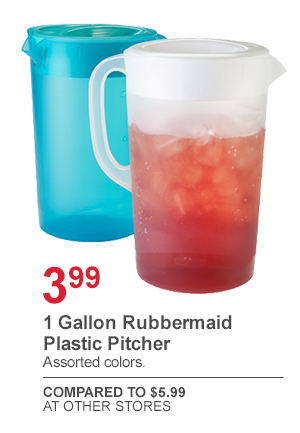 3.99
1 Gallon Rubbermaid
Plastic Pitcher
Assorted colors.
COMPARED TO $5.99
AT OTHER STORES